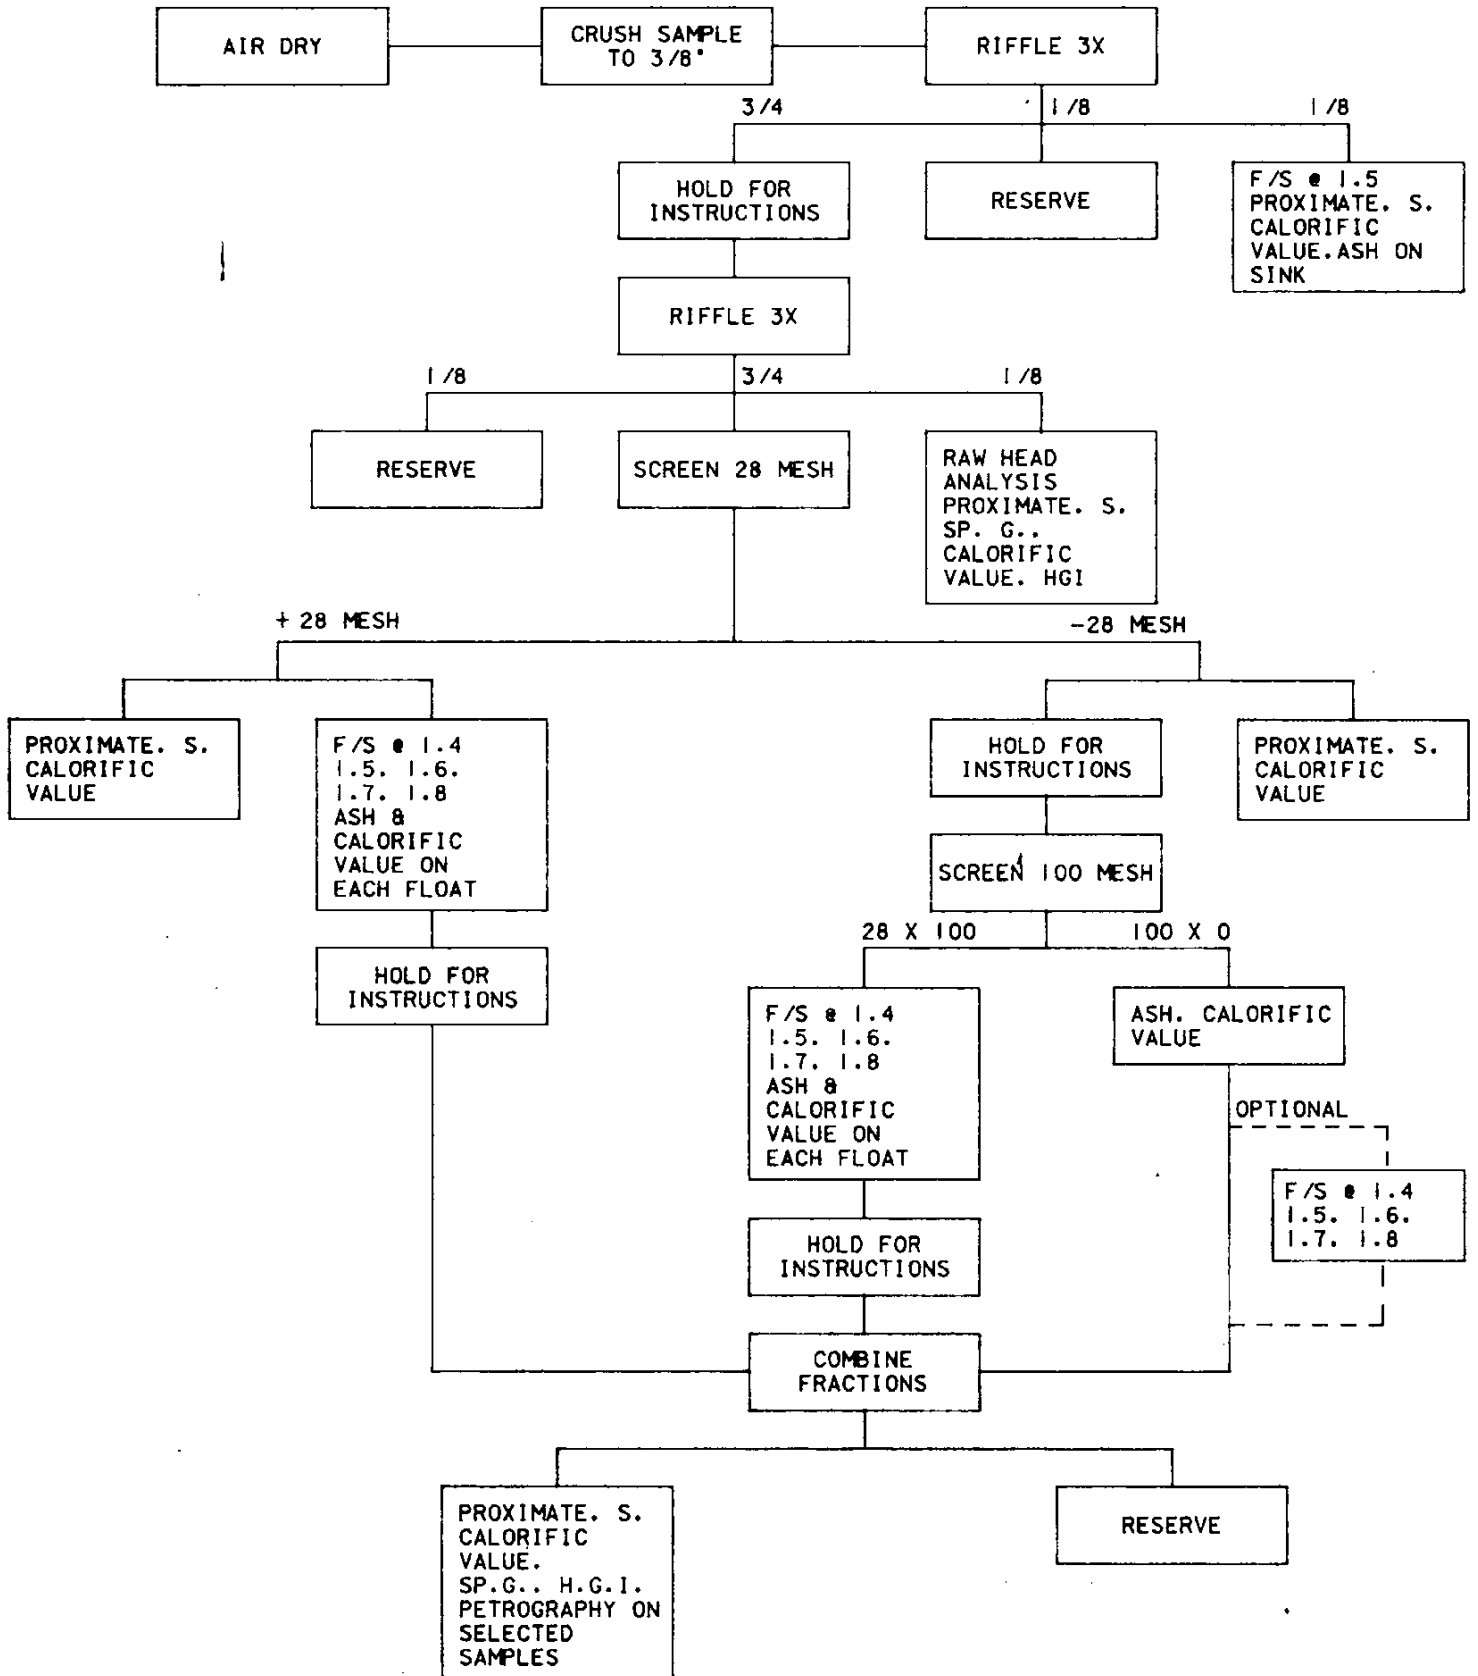 AIR DRY
CRUSH SAMPLE
TO 3/8"
RIFFLE 3X
3/4
1/8
1/8
HOLD FOR
INSTRUCTIONS
RESERVE
F/S @ 1.5
PROXIMATE. S.
CALORIFIC
VALUE.ASH ON
SINK
RIFFLE 3X
1/8
3/4
1/8
RESERVE
SCREEN 28 MESH
RAW HEAD
ANALYSIS
PROXIMATE. S.
SP. G..
CALORIFIC
VALUE. HGI
+ 28 MESH
-28 MESH
PROXIMATE. S.
CALORIFIC
VALUE
F/S @ 1.4
1.5. 1.6.
1.7. 1.8
ASH &
CALORIFIC
VALUE ON
EACH FLOAT
HOLD FOR
INSTRUCTIONS
PROXIMATE. S.
CALORIFIC
VALUE
SCREEN 100 MESH
28 X 100
100 X 0
HOLD FOR
INSTRUCTIONS
F/S @ 1.4
1.5. 1.6.
1.7. 1.8
ASH &
CALORIFIC
VALUE ON
EACH FLOAT
ASH. CALORIFIC
VALUE
OPTIONAL
F/S @ 1.4
1.5. 1.6.
1.7. 1.8
HOLD FOR
INSTRUCTIONS
COMBINE
FRACTIONS
PROXIMATE. S.
CALORIFIC
VALUE.
SP.G.. H.G.I.
PETROGRAPHY ON
SELECTED
SAMPLES
RESERVE